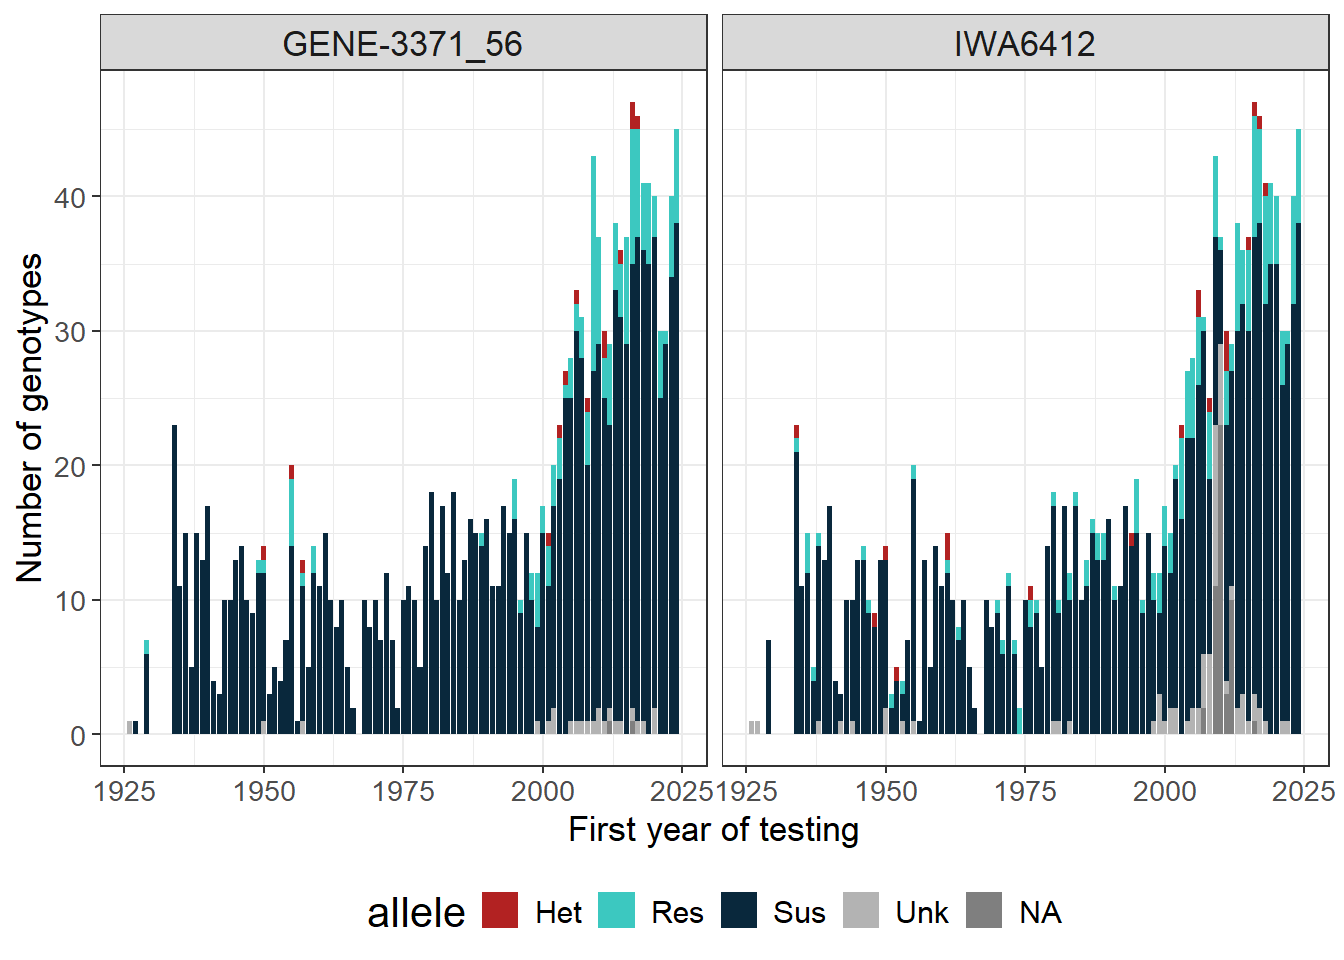 GENE-3371_56 IWA6412
Number of genotypes
40
30
20
10
0
1925 1950 1975 2000 2025 1925 1950 1975 2000 2025
First year of testing
allele Het Res Sus Unk NA